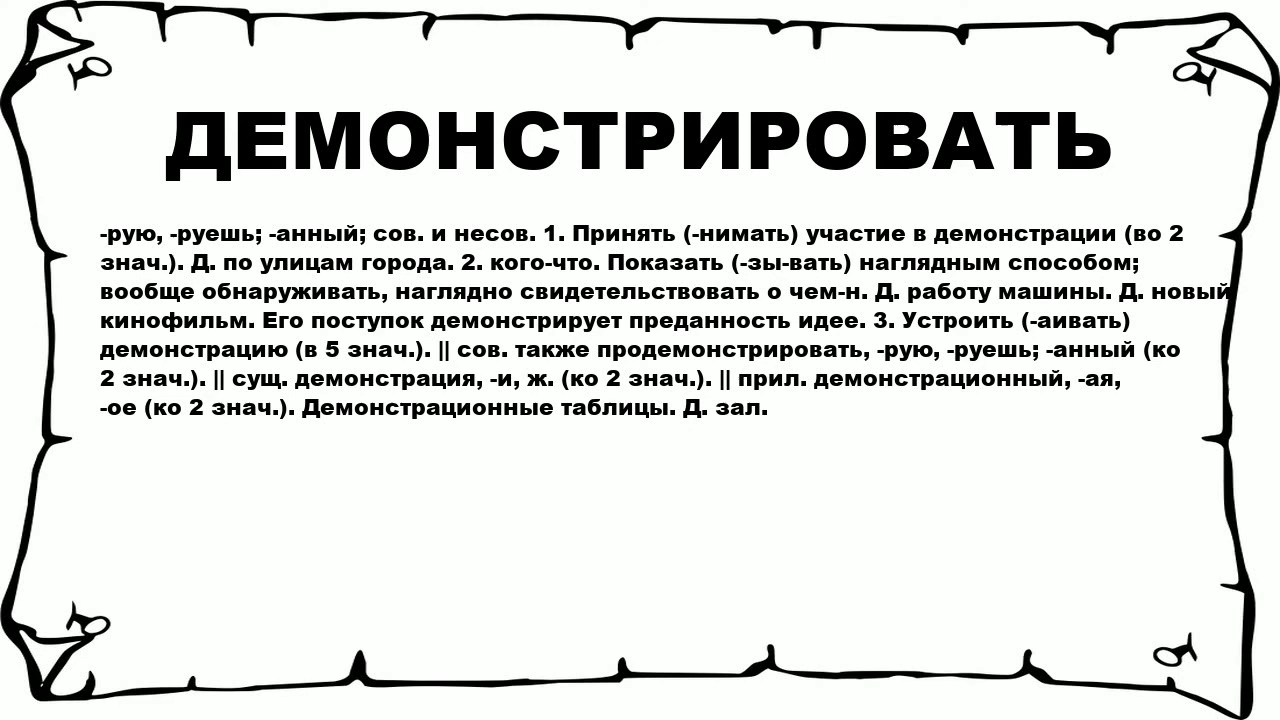 ДЕМОНСТРИРОВАТЬ
-рую, -руешь; -анный; сов. и несов. 1. Принять (-нимать) участие в демонстрации (во 2
знач.). Д. по улицам города. 2. кого-что. Показать (-зы-вать) наглядным способом;
вообще обнаруживать, наглядно свидетельствовать о чем-н. Д. работу машины. Д. новый
кинофильм. Его поступок демонстрирует преданность идее. 3. Устроить (-аивать)
демонстрацию (в 5 знач.). || сов. также продемонстрировать, -рую, -руешь; -анный (ко
2 знач.). || сущ. демонстрация, -и, ж. (ко 2 знач.). || прил. демонстрационный, -ая,
-ое (ко 2 знач.). Демонстрационные таблицы. Д. зал.